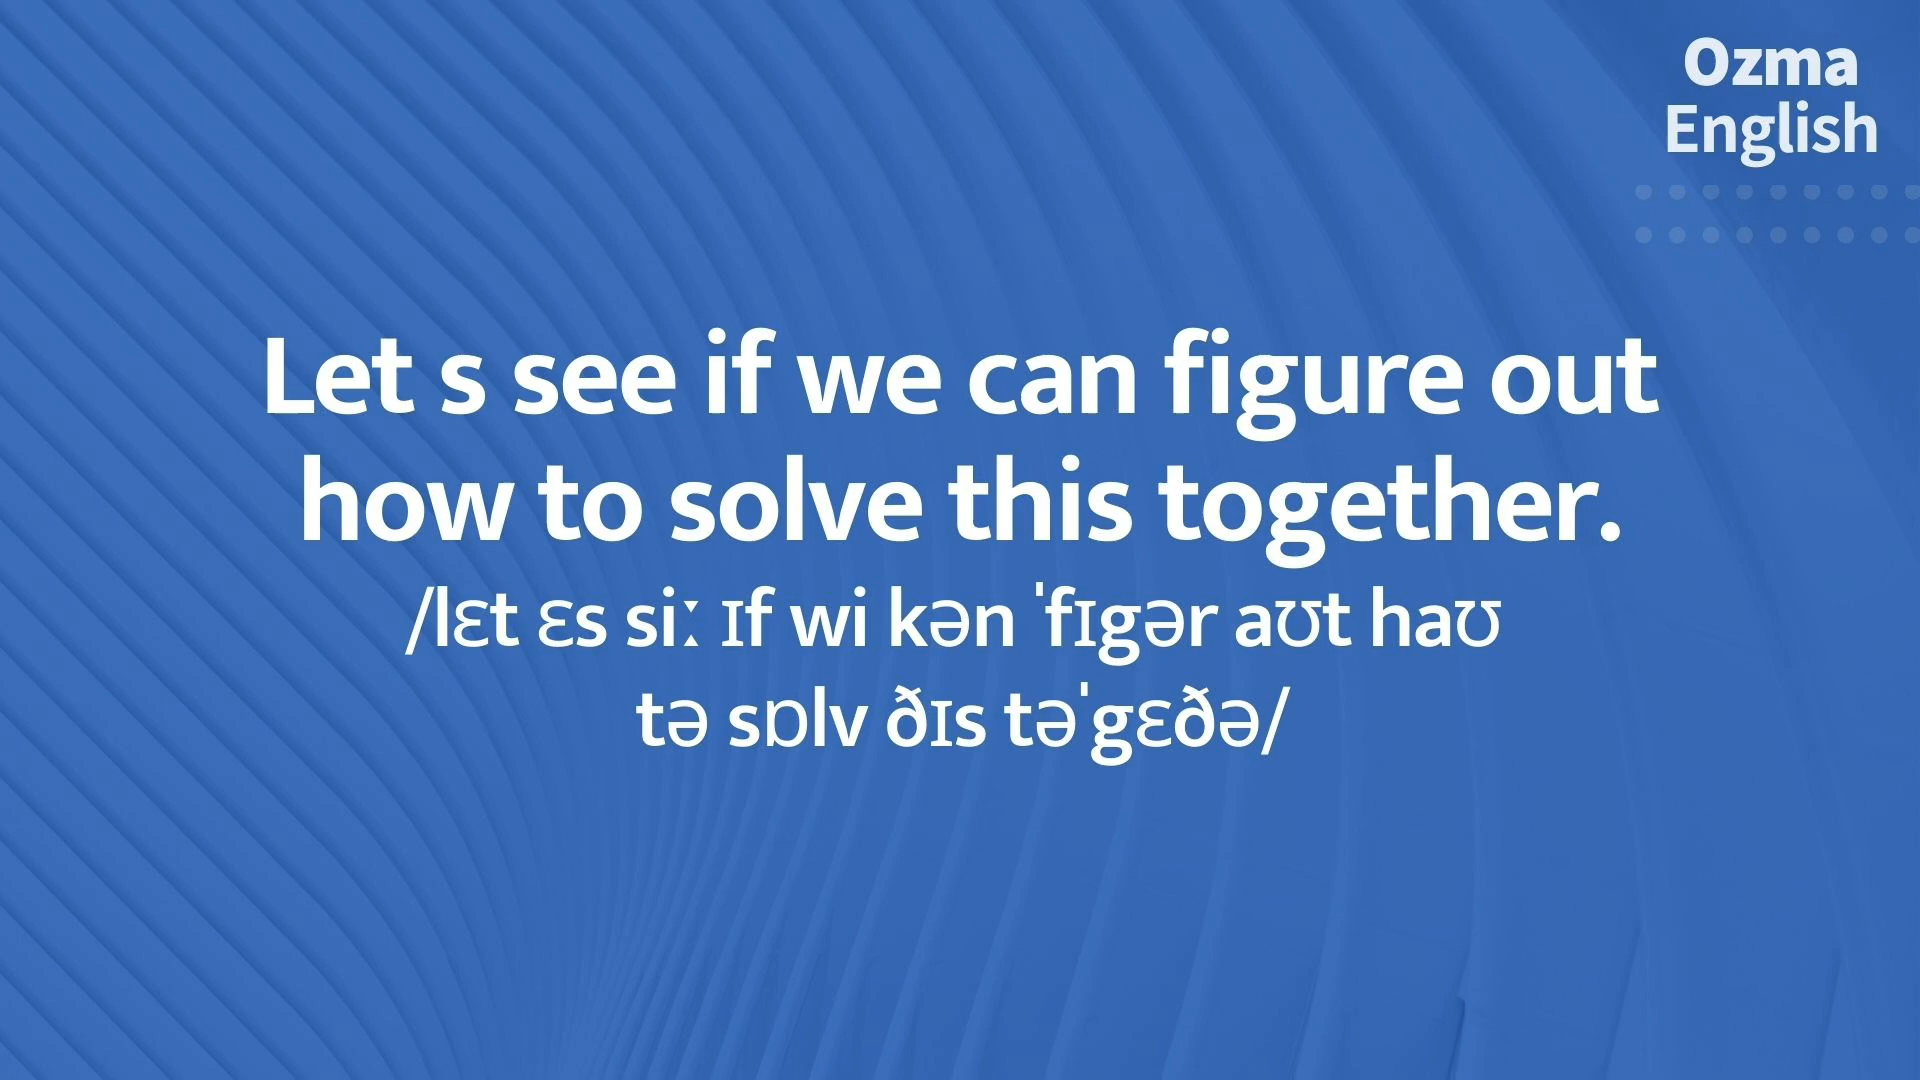 Ozma
English
Let s see if we can figure out
how to solve this together.
/lɛt ɛs siː ɪf wi kən ˈfɪgər aʊt haʊ
tə sɒlv ðɪs təˈgɛðə/